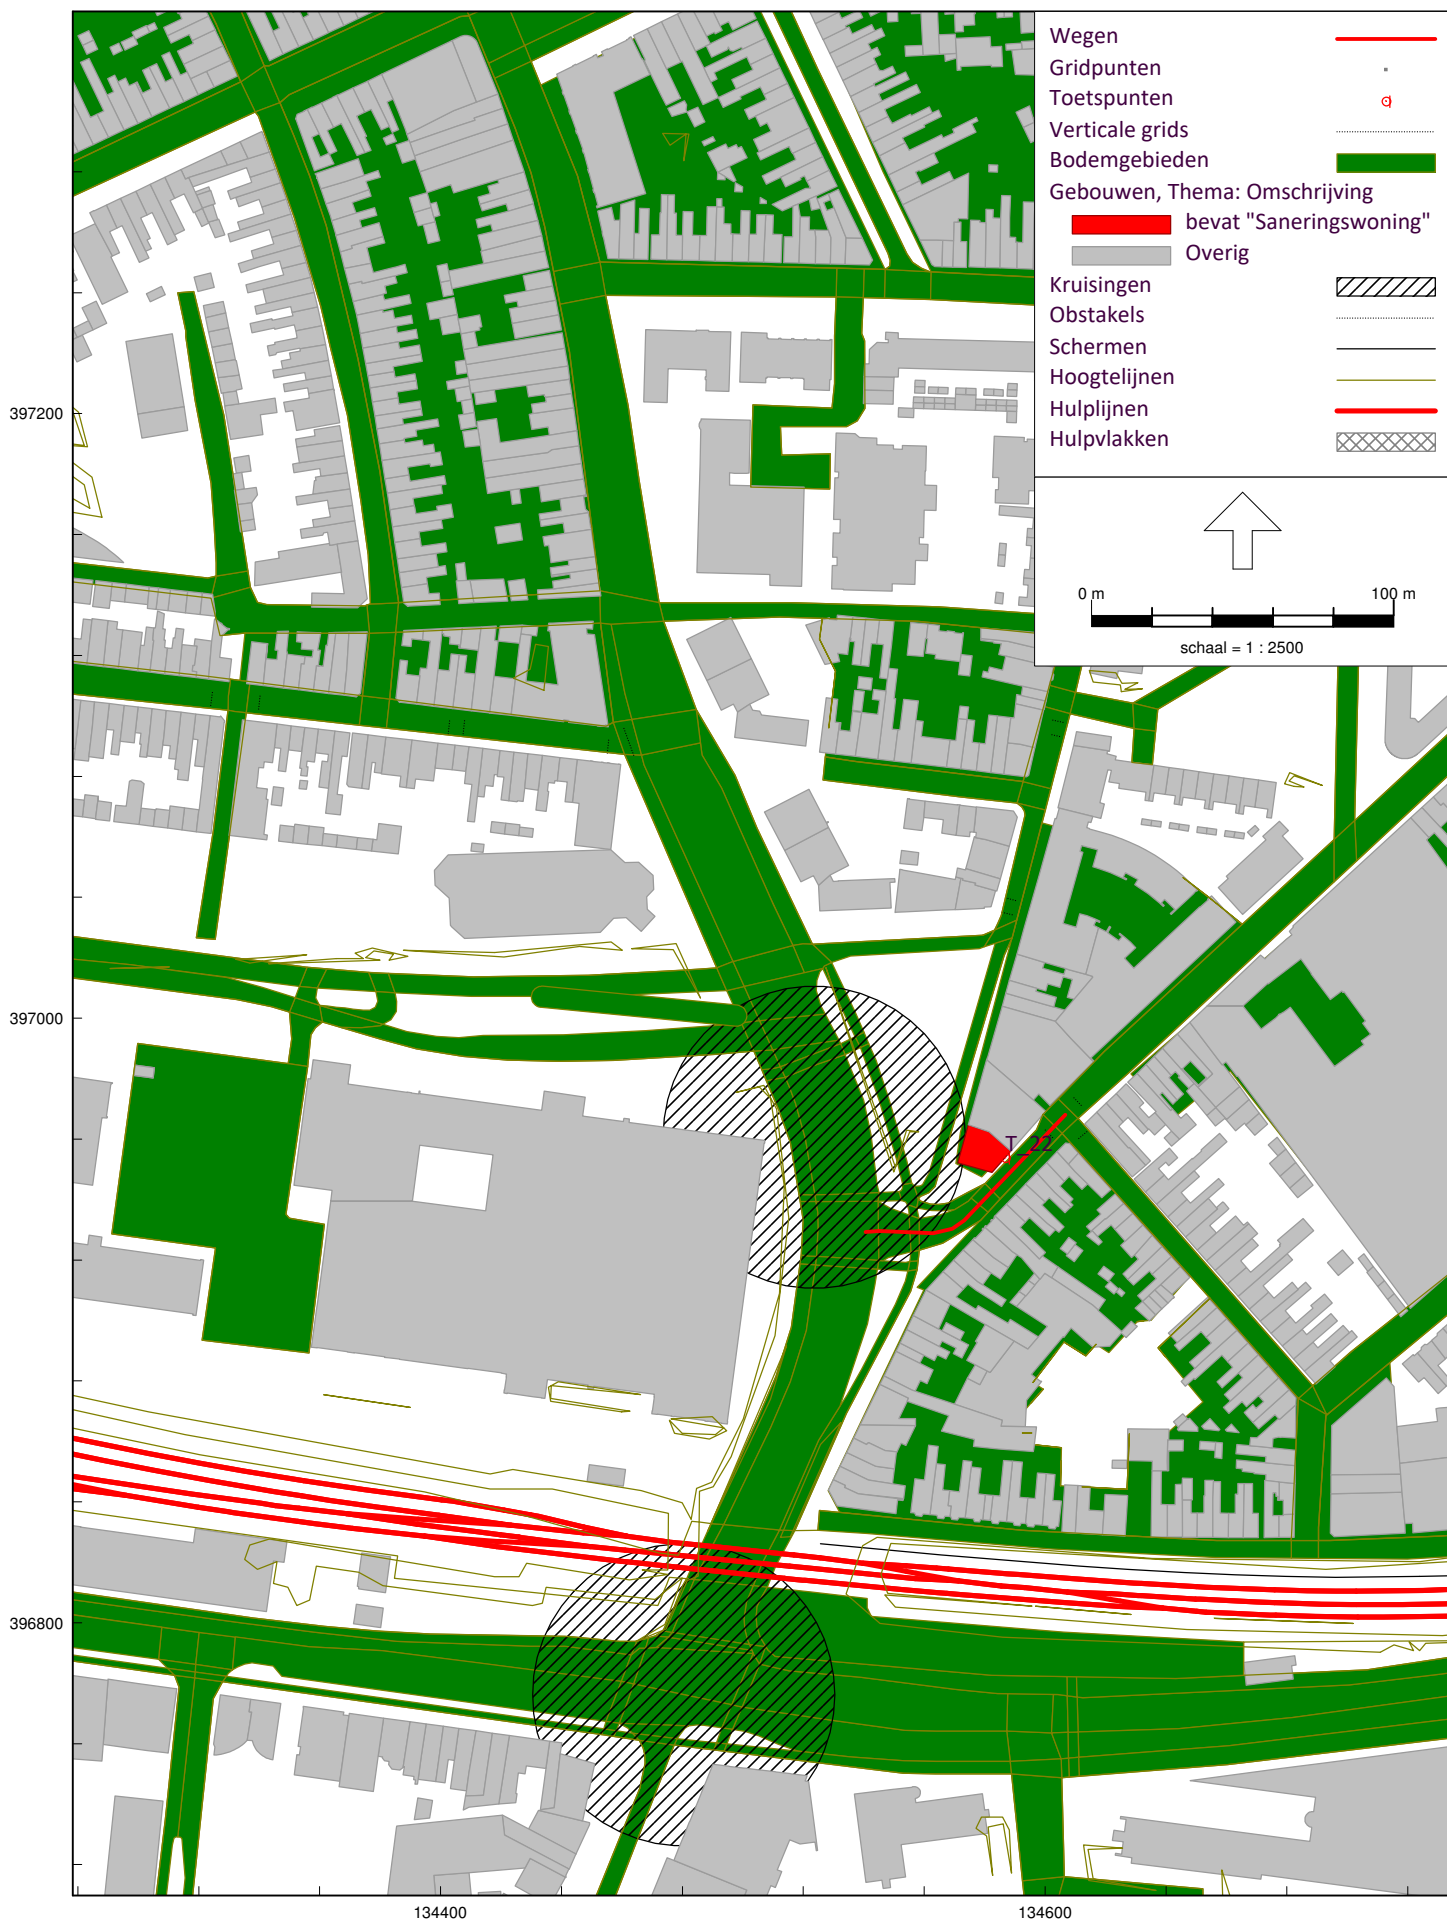 Wegen
Gridpunten
Toetspunten
Verticale grids
Bodemgebieden
Gebouwen, Thema: Omschrijving
bevat "Saneringswoning"
Overig
Kruisingen
Obstakels
Schermen
Hoogtelijnen
Hulplijnen
Hulpvlakken
0 m 100 m
schaal = 1 : 2500
397200
397000
T_22
396800
134400 134600